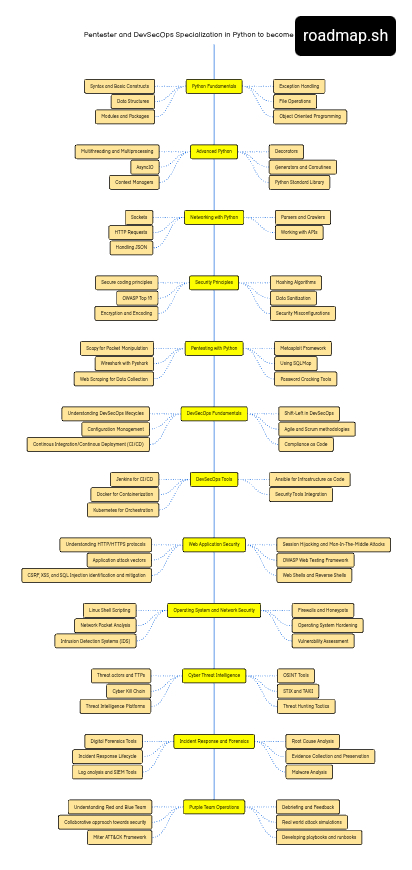 Pentester and DevSecOps Specialization in Python to become
roadmap.sh
Python Fundamentals
Syntax and Basic Constructs
Data Structures
Modules and Packages
Exception Handling
File Operations
Object Oriented Programming
Advanced Python
Multithreading and Multiprocessing
AsyncIO
Context Managers
Decorators
Generators and Coroutines
Python Standard Library
Networking with Python
Sockets
HTTP Requests
Handling JSON
Parsers and Crawlers
Working with APIs
Security Principles
Secure coding principles
OWASP Top 10
Encryption and Encoding
Hashing Algorithms
Data Sanitization
Security Misconfigurations
Pentesting with Python
Scapy for Packet Manipulation
Wireshark with Pyshark
Web Scraping for Data Collection
Metasploit Framework
Using SQLMap
Password Cracking Tools
DevSecOps Fundamentals
Understanding DevSecOps lifecycles
Configuration Management
Continous Integration/Continous Deployment (CI/CD)
Shift-Left in DevSecOps
Agile and Scrum methodologies
Compliance as Code
DevSecOps Tools
Jenkins for CI/CD
Docker for Containerization
Kubernetes for Orchestration
Ansible for Infrastructure as Code
Security Tools Integration
Web Application Security
Understanding HTTP/HTTPS protocols
Application attack vectors
CSRF, XSS, and SQL Injection identification and mitigation
Session Hijacking and Man-In-The-Middle Attacks
OWASP Web Testing Framework
Web Shells and Reverse Shells
Operating System and Network Security
Linux Shell Scripting
Network Packet Analysis
Intrusion Detection Systems (IDS)
Firewalls and Honeypots
Operating System Hardening
Vulnerability Assessment
Cyber Threat Intelligence
Threat actors and TTPs
Cyber Kill Chain
Threat Intelligence Platforms
OSINT Tools
STIX and TAXII
Threat Hunting Tactics
Incident Response and Forensics
Digital Forensics Tools
Incident Response Lifecycle
Log analysis and SIEM Tools
Root Cause Analysis
Evidence Collection and Preservation
Malware Analysis
Purple Team Operations
Understanding Red and Blue Team
Collaborative approach towards security
Miter ATT&CK Framework
Debriefing and Feedback
Real world attack simulations
Developing playbooks and runbooks